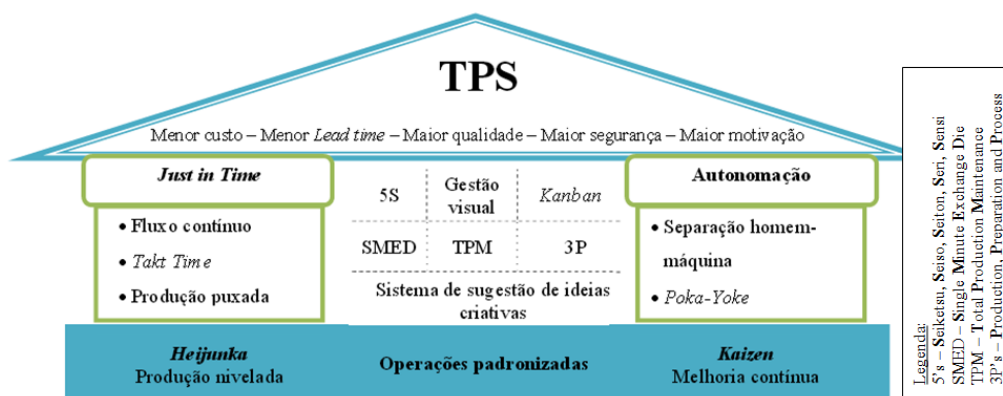 TPS
Menor custo – Menor Lead time – Maior qualidade – Maior segurança – Maior motivação
Just in Time
• Fluxo contínuo
• Takt Time
• Produção puxada
5S
Gestão
visual
Kanban
SMED
TPM
3P
Sistema de sugestão de ideias
criativas
Autonomação
• Separação homem-
máquina
• Poka-Yoke
Heijunka
Produção nivelada
Operações padronizadas
Kaizen
Melhoria contínua
Legenda:
5's – Seiketsu, Seiso, Seiton, Seri, Sensi
SMED – Single Minute Exchange Die
TPM – Total Production Maintenance
3P's – Production, Preparation and Process